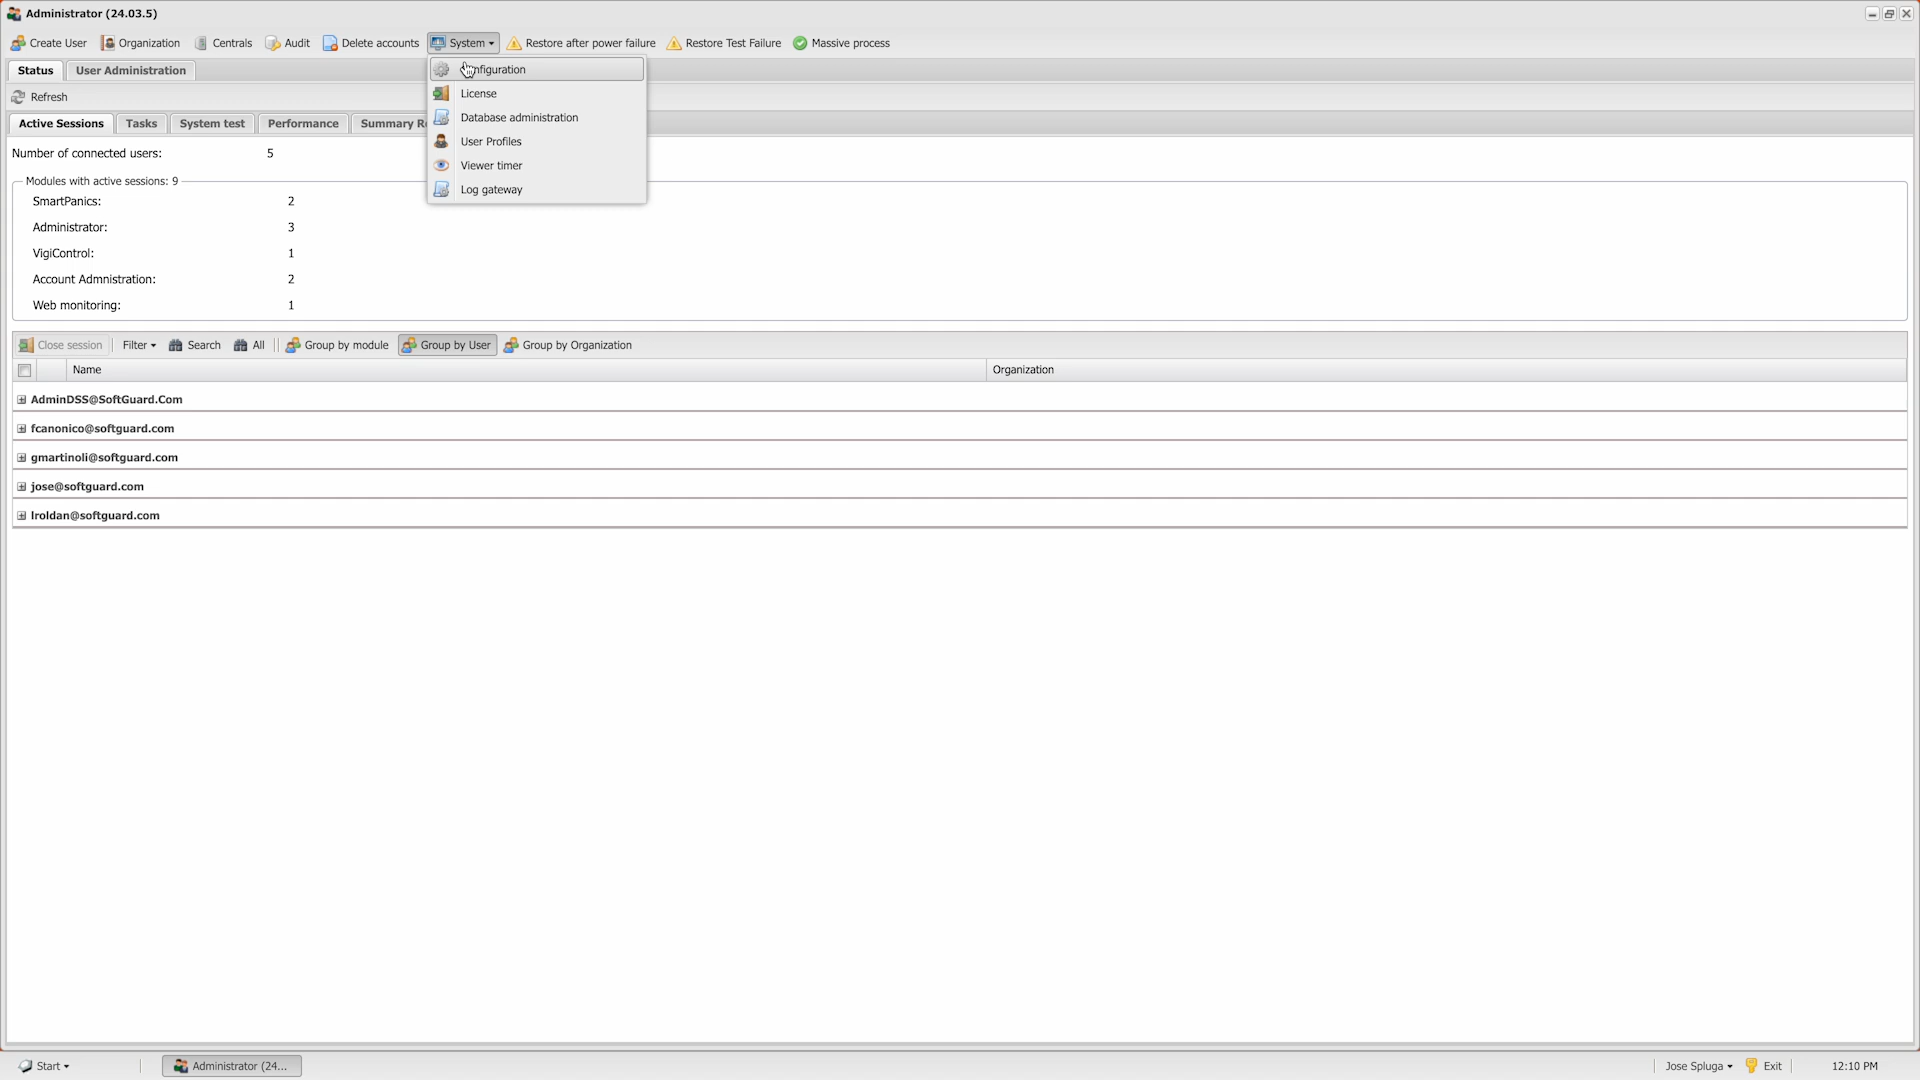 Administrator (24.03.5)
Create User Organization Centrals Audit Delete accounts System Restore after power failure Restore Test Failure Massive process
Status User Administration
Configuration
License
Database administration
User Profiles
Viewer timer
Log gateway
Refresh
Active Sessions Tasks System test Performance Summary R
Number of connected users: 5
Modules with active sessions: 9
SmartPanics: 2
Administrator: 3
VigiControl: 1
Account Admnistration: 2
Web monitoring: 1
Close session Filter Search All Group by module Group by User Group by Organization
Name Organization
AdminDSS@SoftGuard.Com
fcanonico@softguard.com
gmartinoli@softguard.com
jose@softguard.com
lroldan@softguard.com
Start Administrator (24... Jose Spluga Exit 12:10 PM